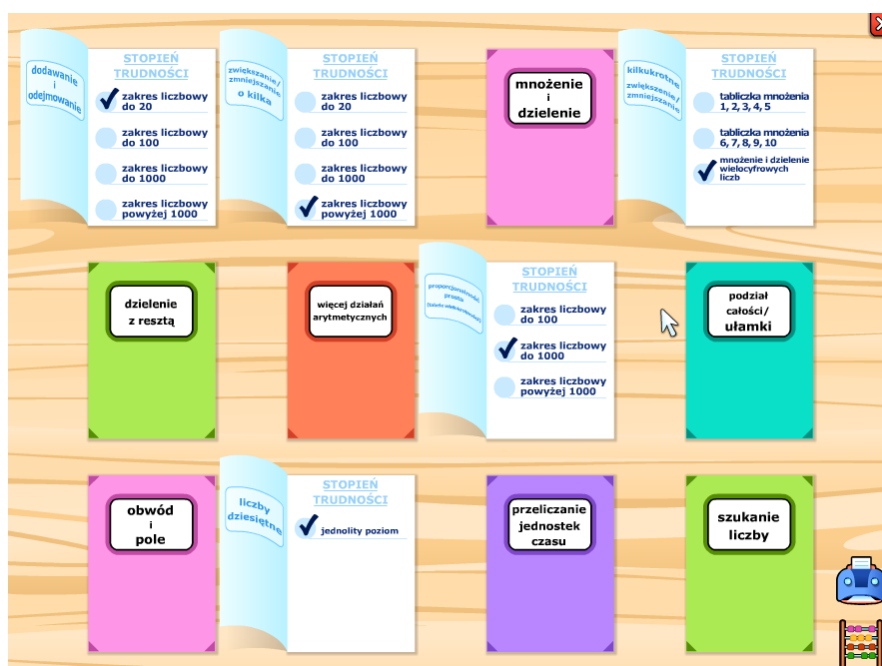 dodawanie
i
odejmowanie
STOPIEŃ
TRUDNOŚCI
zakres liczbowy
do 20
zakres liczbowy
do 100
zakres liczbowy
do 1000
zakres liczbowy
powyżej 1000
zwiększanie/
zmniejszanie
o kilka
STOPIEŃ
TRUDNOŚCI
zakres liczbowy
do 20
zakres liczbowy
do 100
zakres liczbowy
do 1000
zakres liczbowy
powyżej 1000
mnożenie
i
dzielenie
kilkukrotne
zwiększenie/
zmniejszanie
STOPIEŃ
TRUDNOŚCI
tabliczka mnożenia
1, 2, 3, 4, 5
tabliczka mnożenia
6, 7, 8, 9, 10
mnożenie i dzielenie
wielocyfrowych
liczb
dzielenie
z resztą
więcej działań
arytmetycznych
proporcjonalność
prosta
STOPIEŃ
TRUDNOŚCI
zakres liczbowy
do 100
zakres liczbowy
do 1000
zakres liczbowy
powyżej 1000
podział
całości/
ułamki
obwód
i
pole
liczby
dziesiętne
STOPIEŃ
TRUDNOŚCI
jednolity poziom
przeliczanie
jednostek
czasu
szukanie
liczby